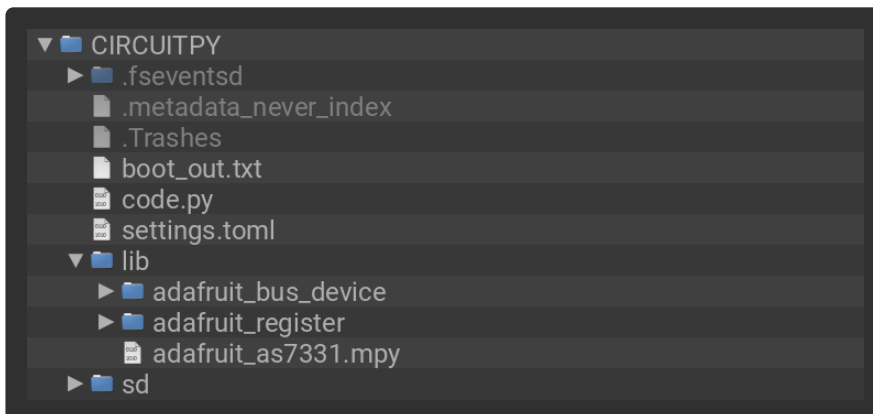 CIRCUITPY
.fseventsd
.metadata_never_index
.Trashes
boot_out.txt
code.py
settings.toml
lib
adafruit_bus_device
adafruit_register
adafruit_as7331.mpy
sd